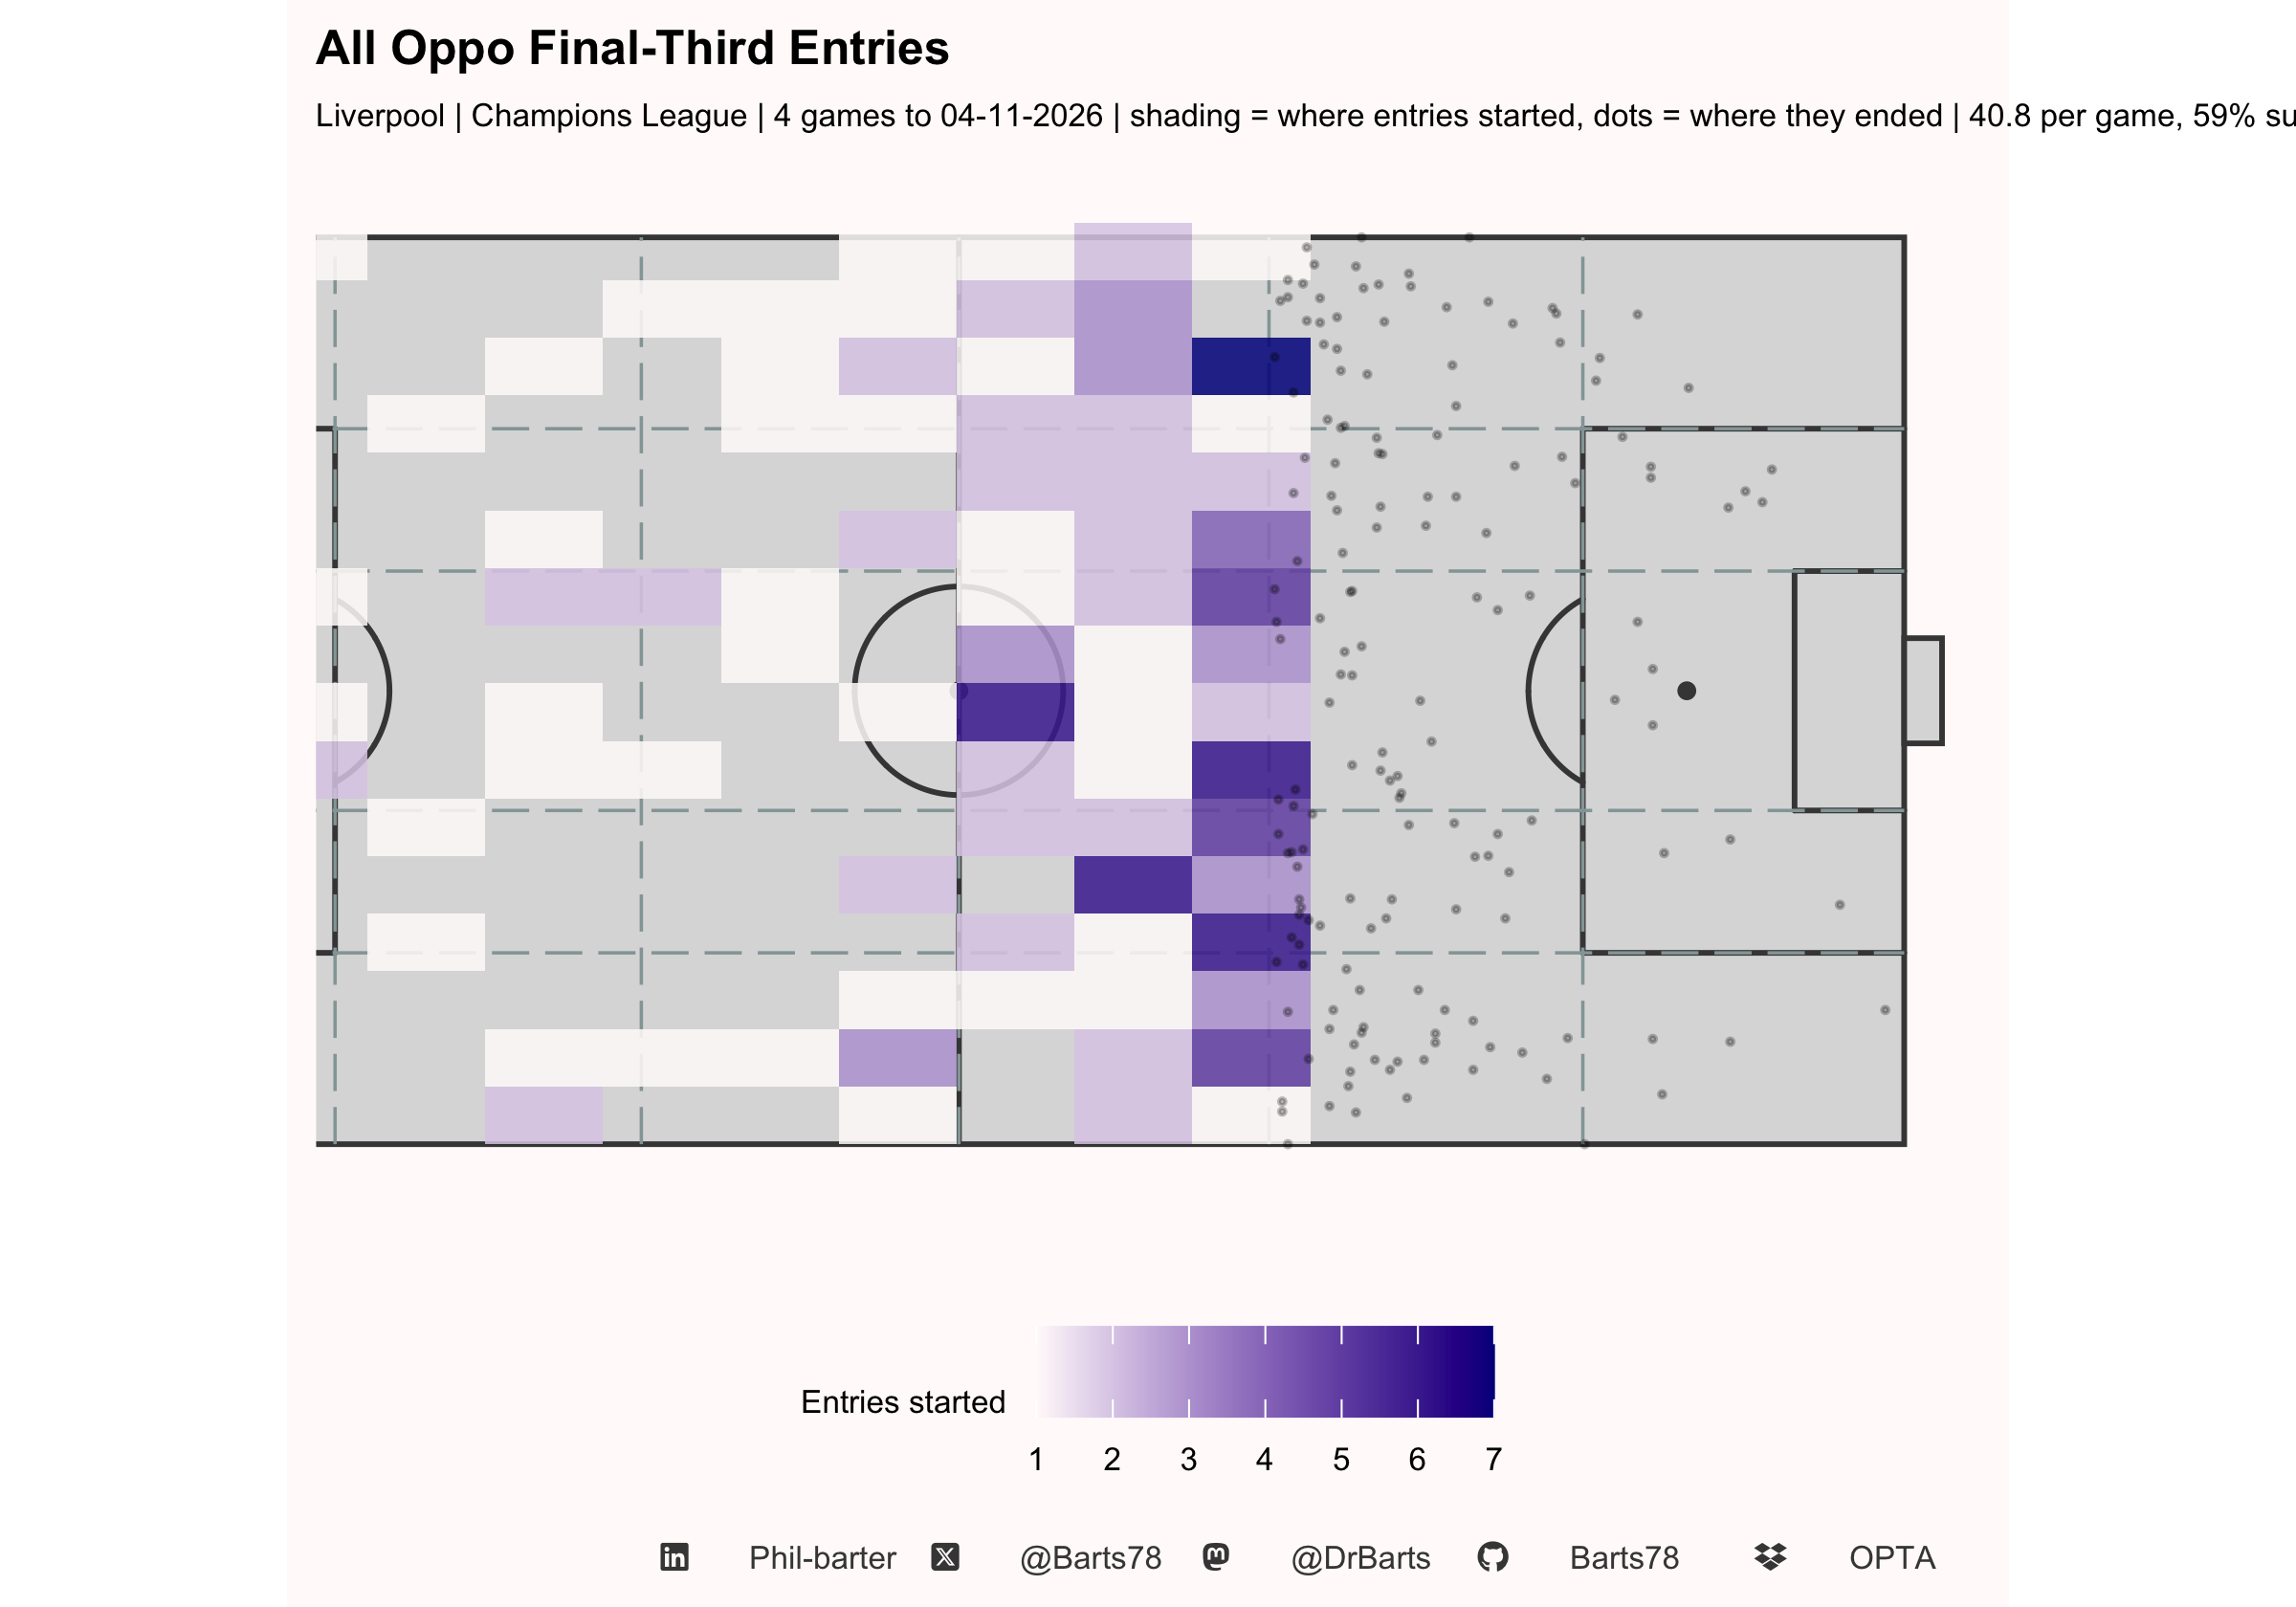 All Oppo Final-Third Entries
Liverpool | Champions League | 4 games to 04-11-2026 | shading = where entries started, dots = where they ended | 40.8 per game, 59% su
Entries started
1 2 3 4 5 6 7
Phil-barter @Barts78 @DrBarts Barts78 OPTA